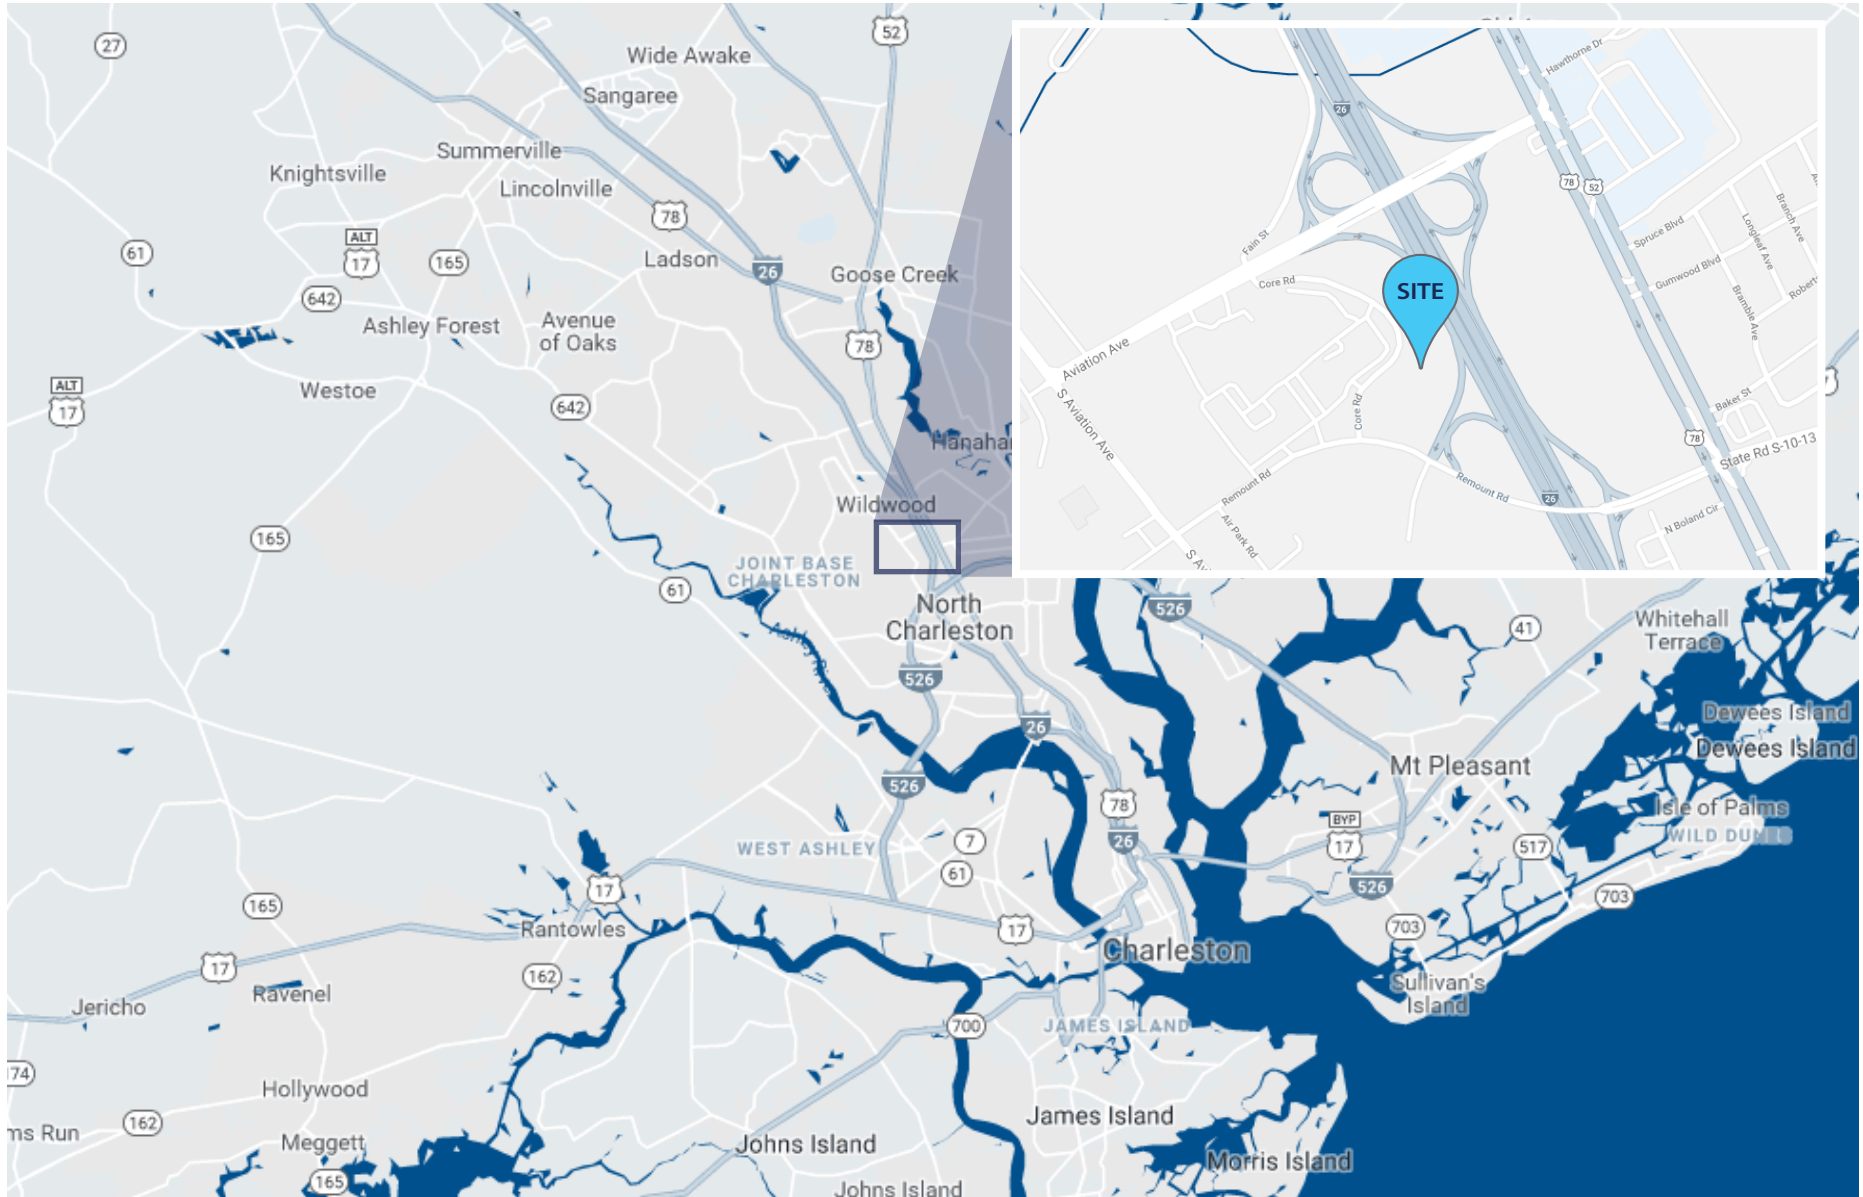 27
52
Wide Awake
Sangaree
Summerville
Knightsville
Lincolnville
78
ALT
17
61
165
Ladson
26
Goose Creek
642
Ashley Forest
Avenue
of Oaks
78
ALT
17
Westoe
642
Wildwood
165
JOINT BASE
CHARLESTON
61
North
Charleston
526
41
Whitehall
Terrace
526
26
Dewees Island
Dewees Island
Mt Pleasant
526
78
Isle of Palms
BYP
17
7
26
WEST ASHLEY
517
61
17
526
703
165
Rantowles
17
703
Charleston
17
162
Sullivan's
Island
Jericho
Ravenel
700
JAMES ISLAND
Hollywood
James Island
162
Meggett
Johns Island
Morris Island
165
Johns Island
Hawthorne Dr
26
78
52
Branch Ave
Longleaf Ave
Spruce Blvd
Fain St
Gumwood Blvd
Core Rd
SITE
Bramble Ave
Aviation Ave
Baker St
S Aviation Ave
Core Rd
78
State Rd S-10-13
Remount Rd
Remount Rd
26
N Boland Cir
Air Park Rd